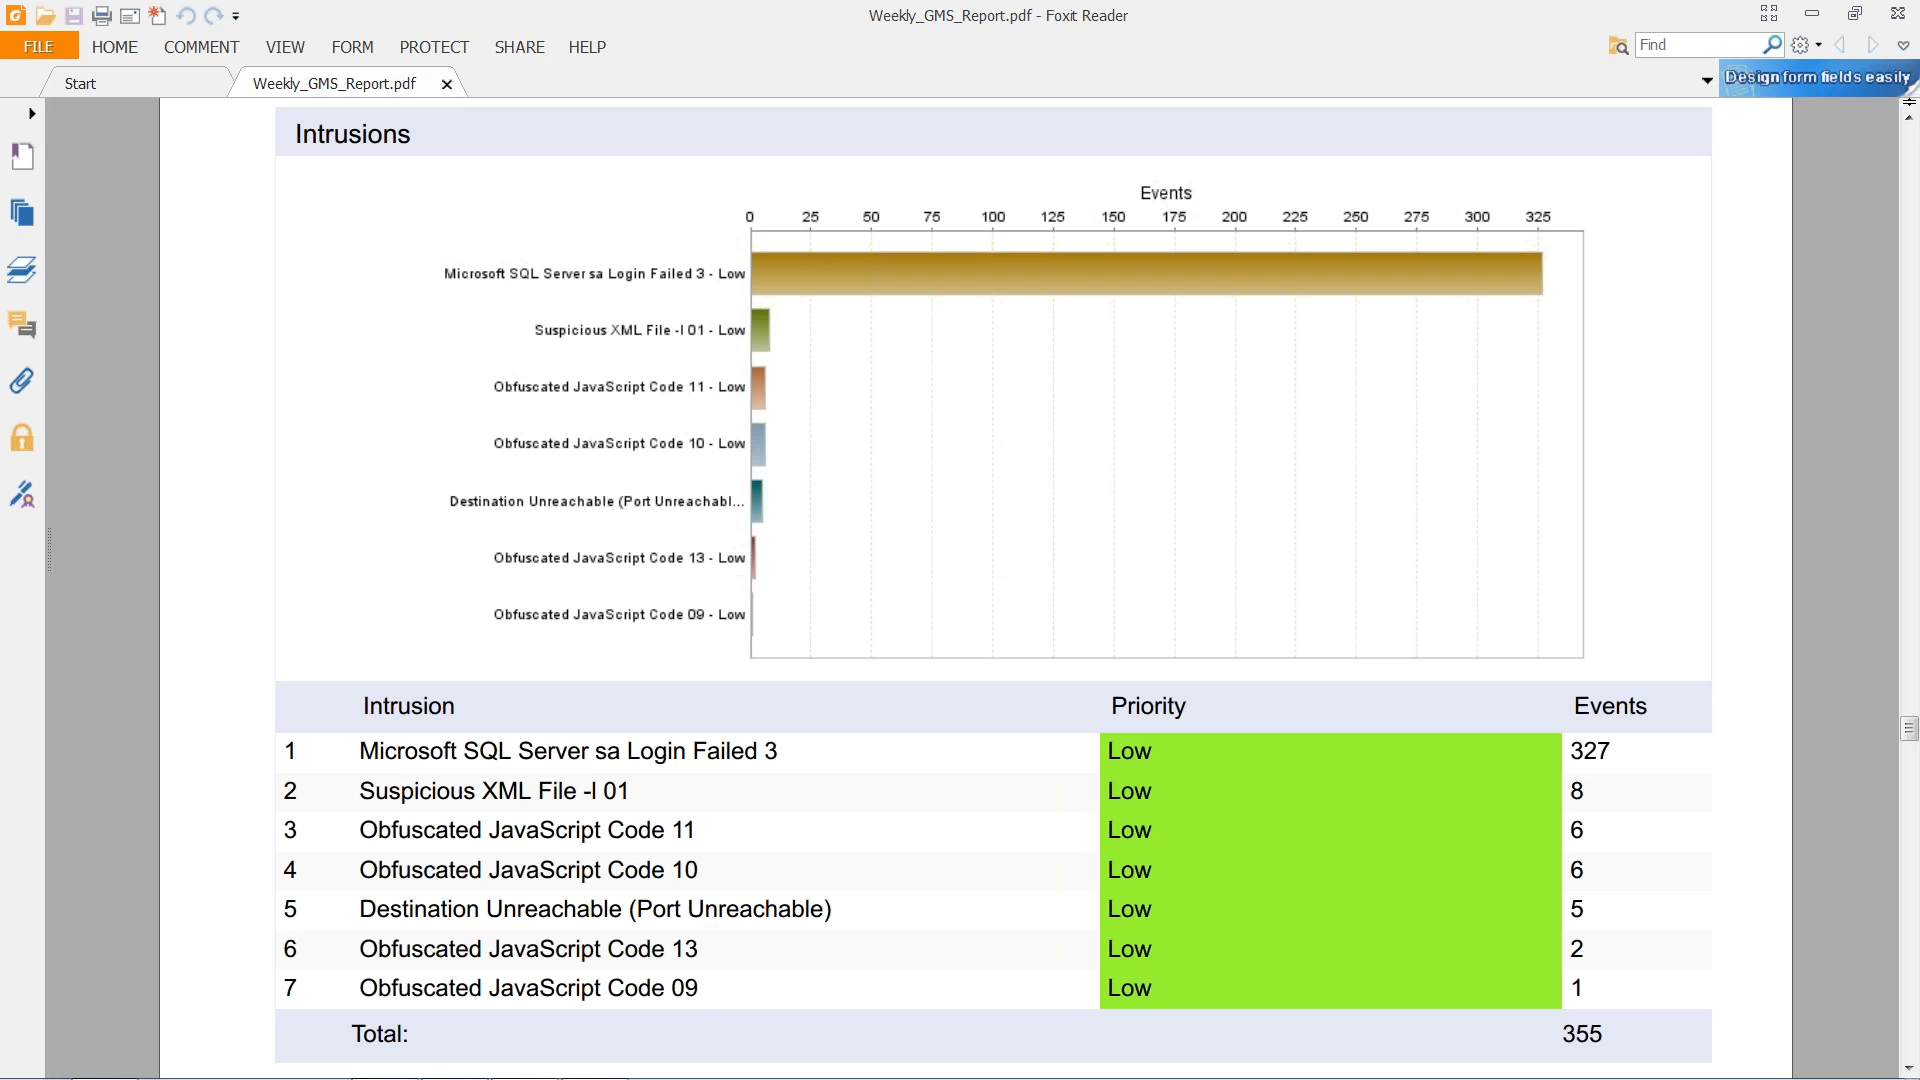 Weekly_GMS_Report.pdf - Foxit Reader
FILE HOME COMMENT VIEW FORM PROTECT SHARE HELP
Find
Start
Weekly_GMS_Report.pdf
Design form fields easily
Intrusions
Events
0 25 50 75 100 125 150 175 200 225 250 275 300 325
Microsoft SQL Server sa Login Failed 3 - Low
Suspicious XML File -l 01 - Low
Obfuscated JavaScript Code 11 - Low
Obfuscated JavaScript Code 10 - Low
Destination Unreachable (Port Unreachabl...
Obfuscated JavaScript Code 13 - Low
Obfuscated JavaScript Code 09 - Low
Intrusion Priority Events
1 Microsoft SQL Server sa Login Failed 3 Low 327
2 Suspicious XML File -l 01 Low 8
3 Obfuscated JavaScript Code 11 Low 6
4 Obfuscated JavaScript Code 10 Low 6
5 Destination Unreachable (Port Unreachable) Low 5
6 Obfuscated JavaScript Code 13 Low 2
7 Obfuscated JavaScript Code 09 Low 1
Total: 355